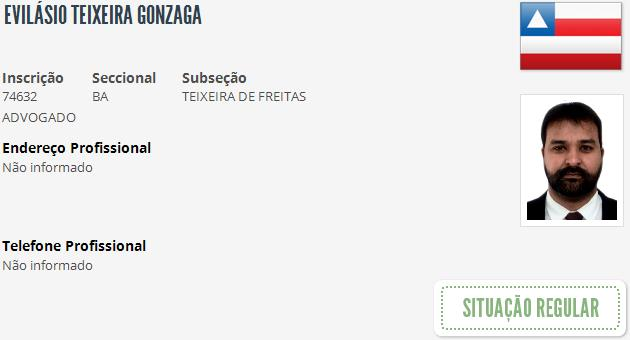 EVILÁSIO TEIXEIRA GONZAGA
Inscrição Seccional Subseção
74632 BA TEIXEIRA DE FREITAS
ADVOGADO
Endereço Profissional
Não informado
Telefone Profissional
Não informado
SITUAÇÃO REGULAR